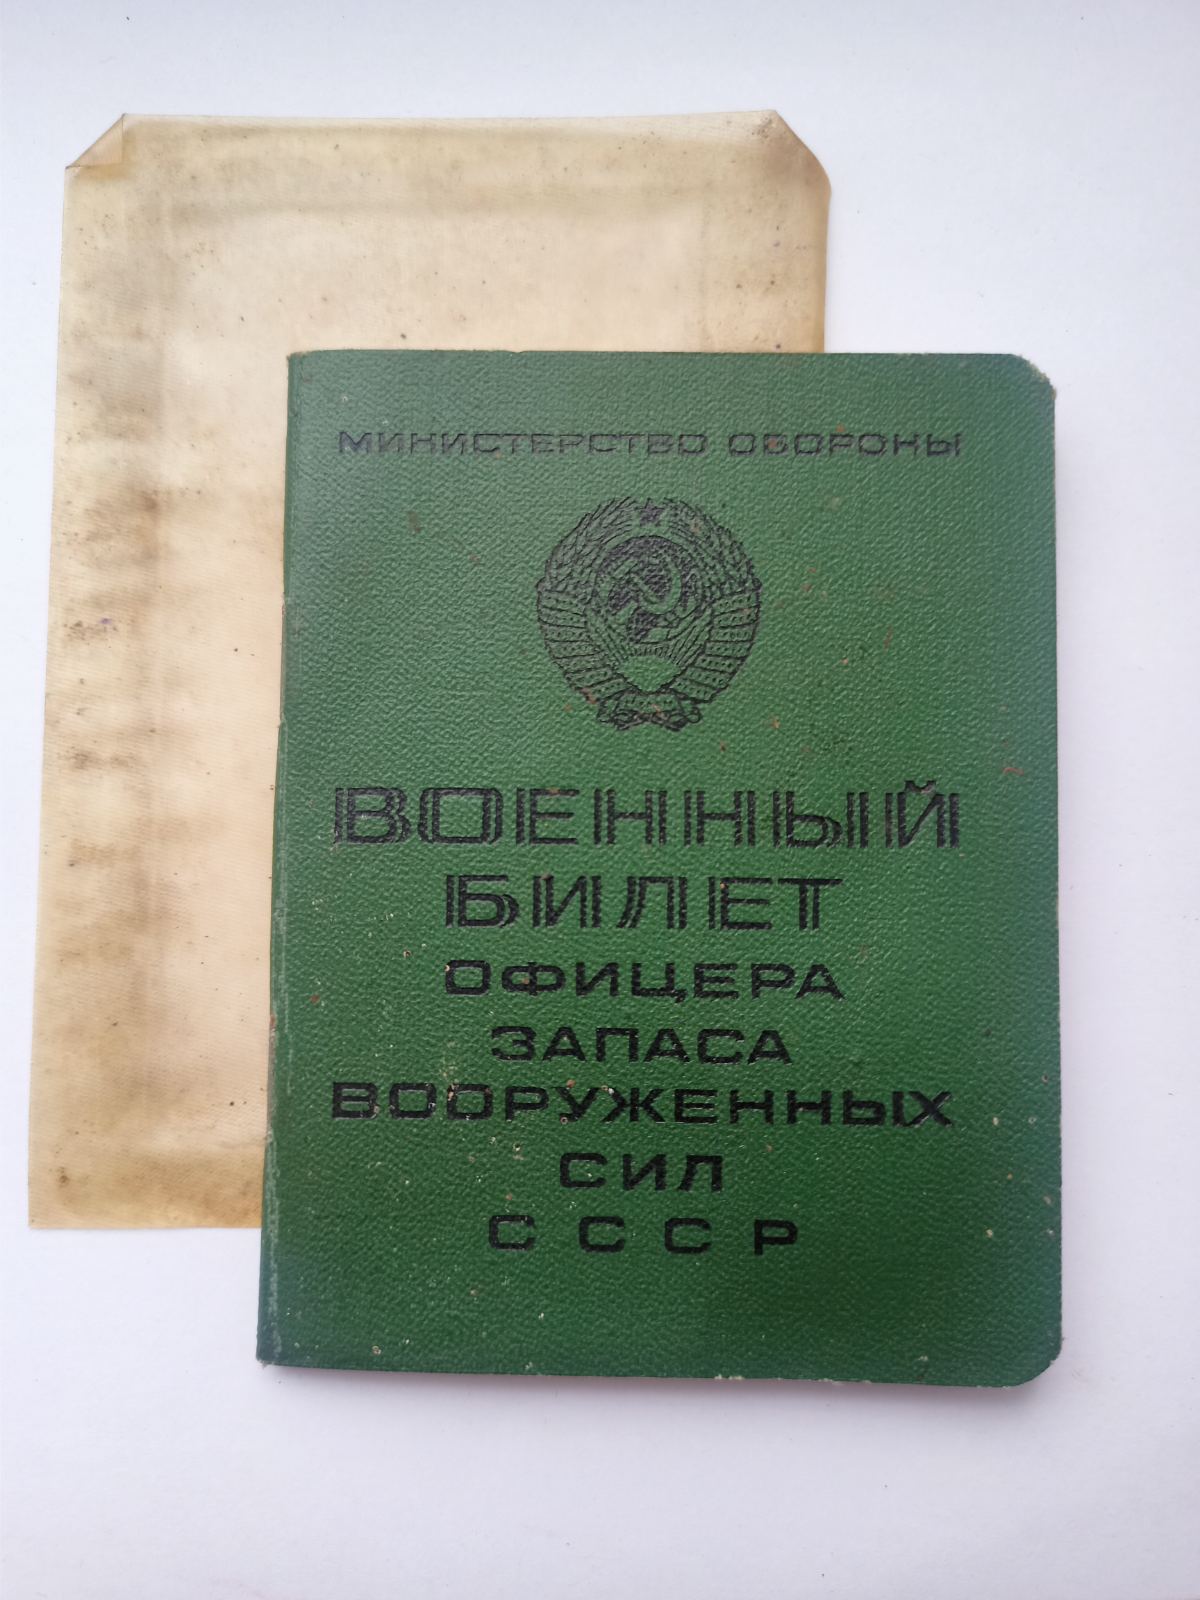 МИНИСТЕРСТВО ОБОРОНЫ
ВОЕННЫЙ
БИЛЕТ
ОФИЦЕРА
ЗАПАСА
ВООРУЖЕННЫХ
СИЛ
СССР